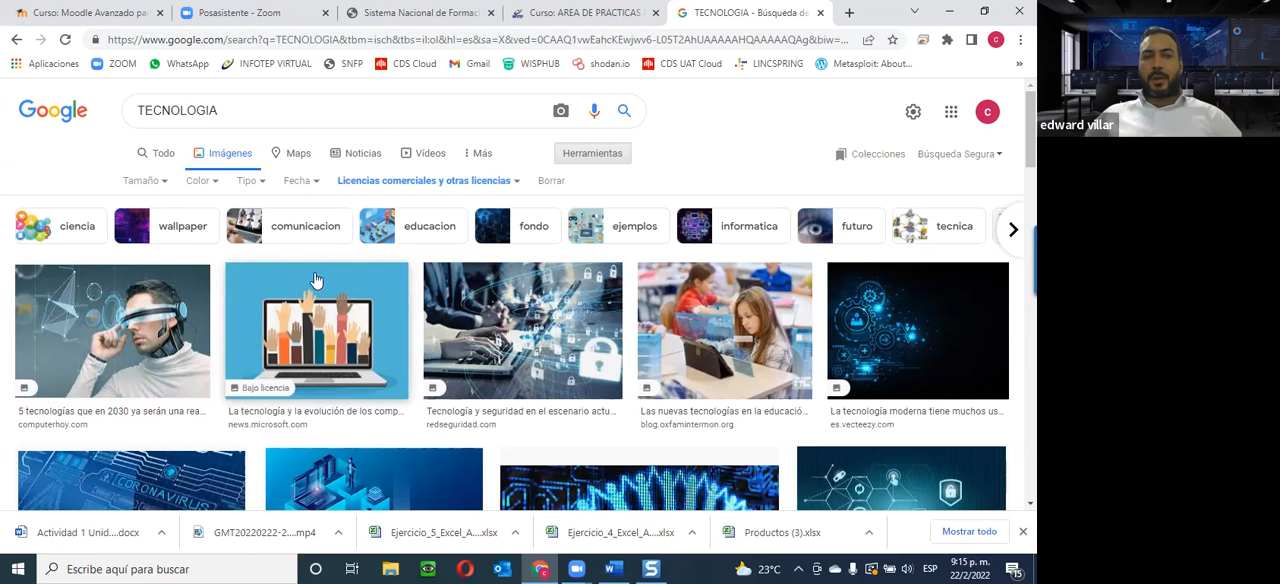 Curso: Moodle Avanzado par
Posasistente - Zoom
Sistema Nacional de Formac
Curso: AREA DE PRACTICAS
TECNOLOGIA - Búsqueda de
https://www.google.com/search?q=TECNOLOGIA&tbm=isch&tbs=il:ol&hl=es&sa=X&ved=0CAAQ1vwEahcKEwjwv6-L05T2AhUAAAAAHQAAAAAQAg&biw=...
Aplicaciones
ZOOM
WhatsApp
INFOTEP VIRTUAL
SNFP
CDS Cloud
Email
WISPHUB
shodan.io
CDS UAT Cloud
LINCSPRING
Metasploit: About...
edward villar
Google
TECNOLOGIA
Todo
Imágenes
Maps
Noticias
Vídeos
Más
Herramientas
Colecciones
Búsqueda Segura
Tamaño
Color
Tipo
Fecha
Licencias comerciales y otras licencias
Borrar
ciencia
wallpaper
comunicacion
educacion
fondo
ejemplos
informatica
futuro
tecnica
Bajo licencia
5 tecnologías que en 2030 ya serán una rea...
computerhoy.com
La tecnología y la evolución de los comp...
news.microsoft.com
Tecnología y seguridad en el escenario actu...
redseguridad.com
Las nuevas tecnologías en la educació...
blog.oxfamintermon.org
La tecnología moderna tiene muchos us...
es.vecteezy.com
CORONAVIRUS
Actividad 1 Unid....docx
GMT20220222-2....mp4
Ejercicio_5_Excel_A....xlsx
Ejercicio_4_Excel_A....xlsx
Productos (3).xlsx
Mostrar todo
Escribe aquí para buscar
23°C
ESP
9:15 p. m.
22/2/2022
15